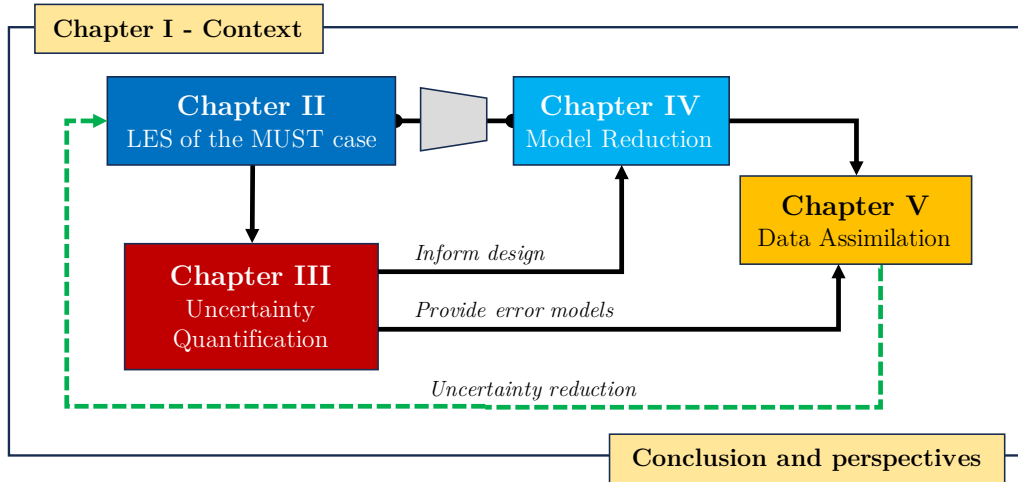 Chapter I - Context
Chapter II
LES of the MUST case
Chapter IV
Model Reduction
Chapter V
Data Assimilation
Chapter III
Uncertainty
Quantification
Inform design
Provide error models
Uncertainty reduction
Conclusion and perspectives